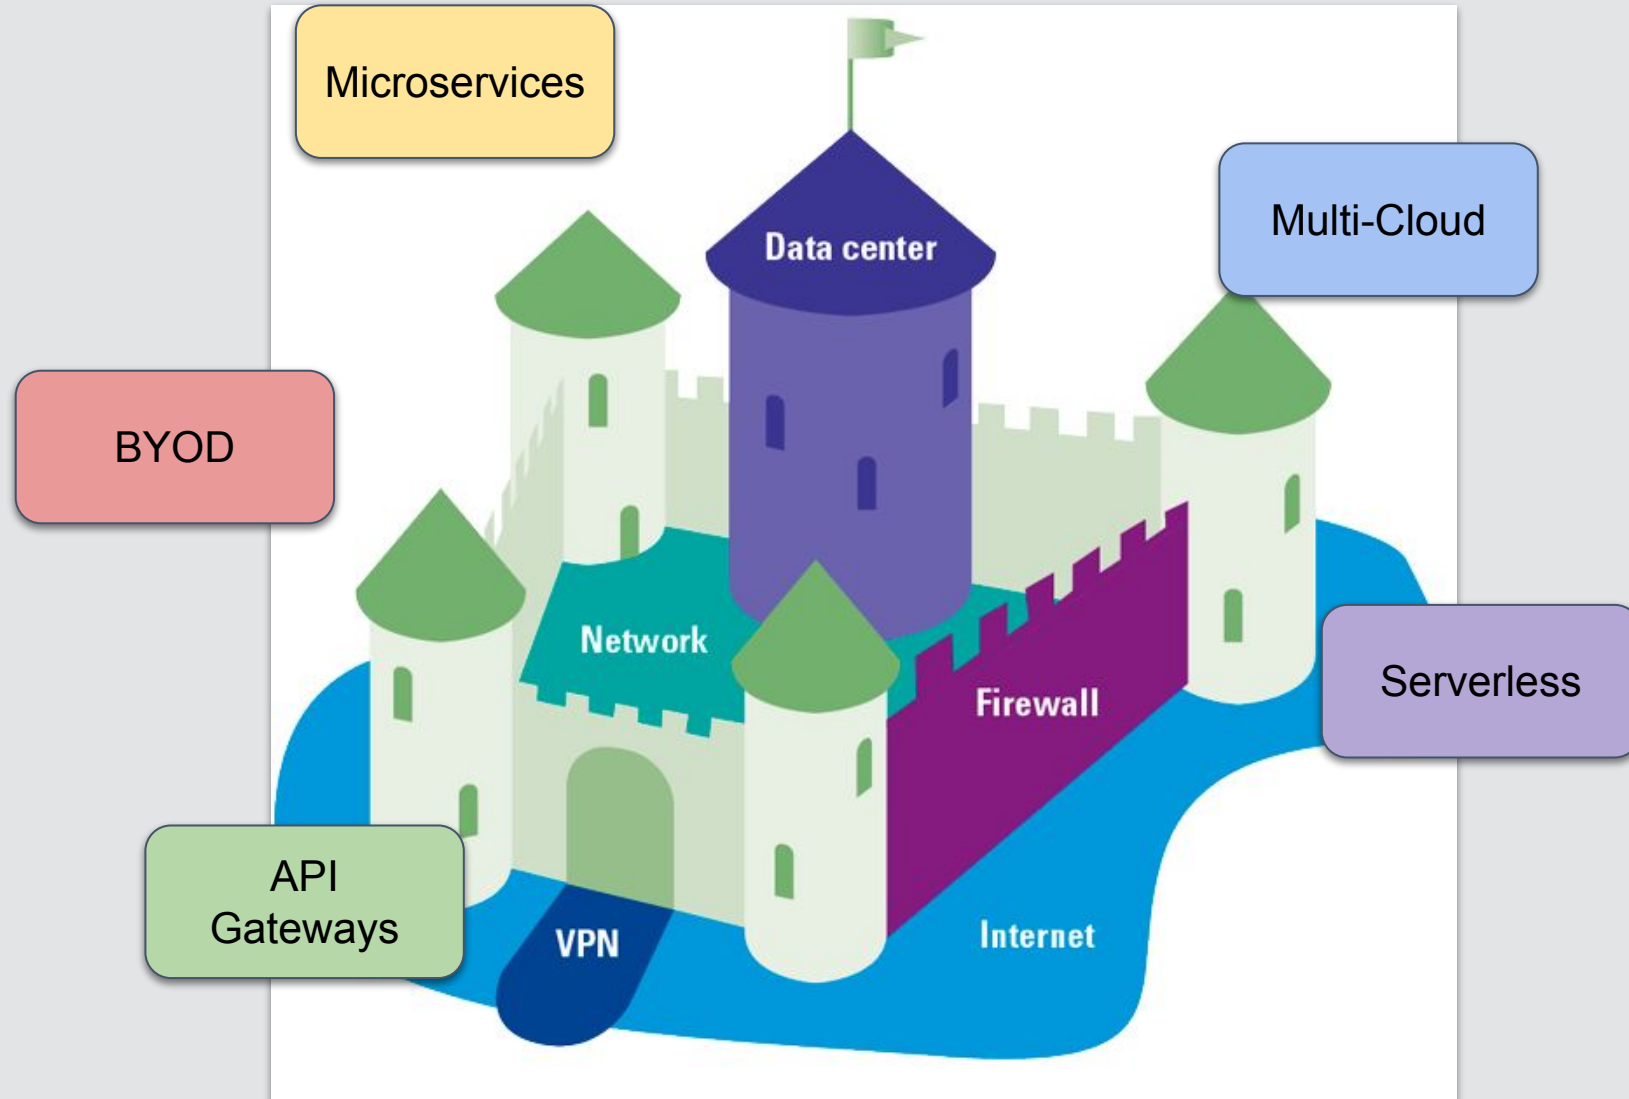 Microservices
Multi-Cloud
Data center
BYOD
Network
Serverless
Firewall
API
Gateways
VPN
Internet